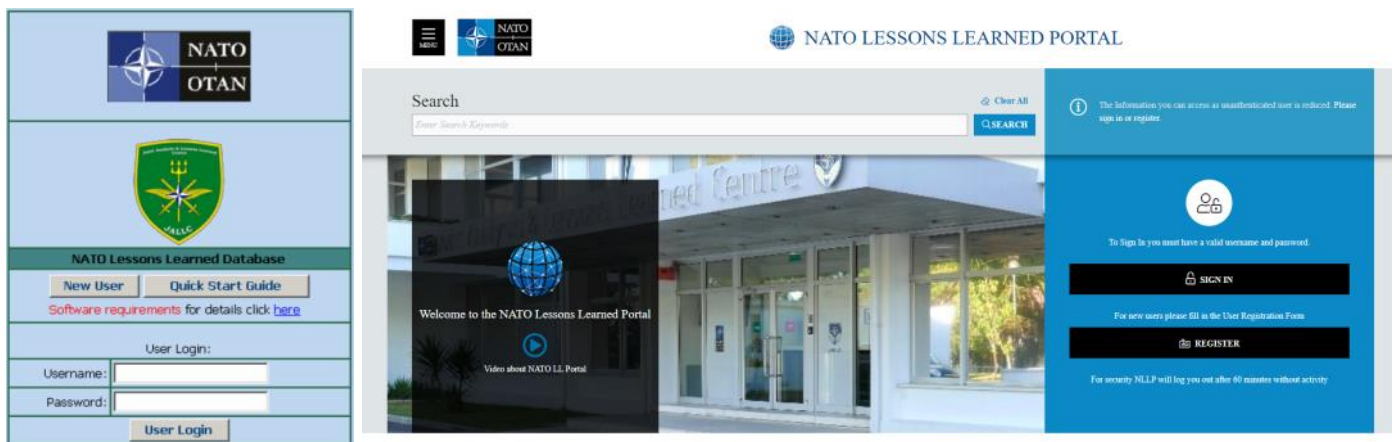 NATO
OTAN
JALLC
NATO Lessons Learned Database
New User
Quick Start Guide
Software requirements for details click here
User Login:
Username:
Password:
User Login
MENU
NATO
OTAN
NATO LESSONS LEARNED PORTAL
Search
Clear All
Enter Search Keywords
SEARCH
The Information you can access as unauthenticated user is reduced. Please
sign in or register.
Learned Centre
Welcome to the NATO Lessons Learned Portal
Video about NATO LL Portal
To Sign In you must have a valid username and password.
SIGN IN
For new users please fill in the User Registration Form
REGISTER
For security NLLP will log you out after 60 minutes without activity